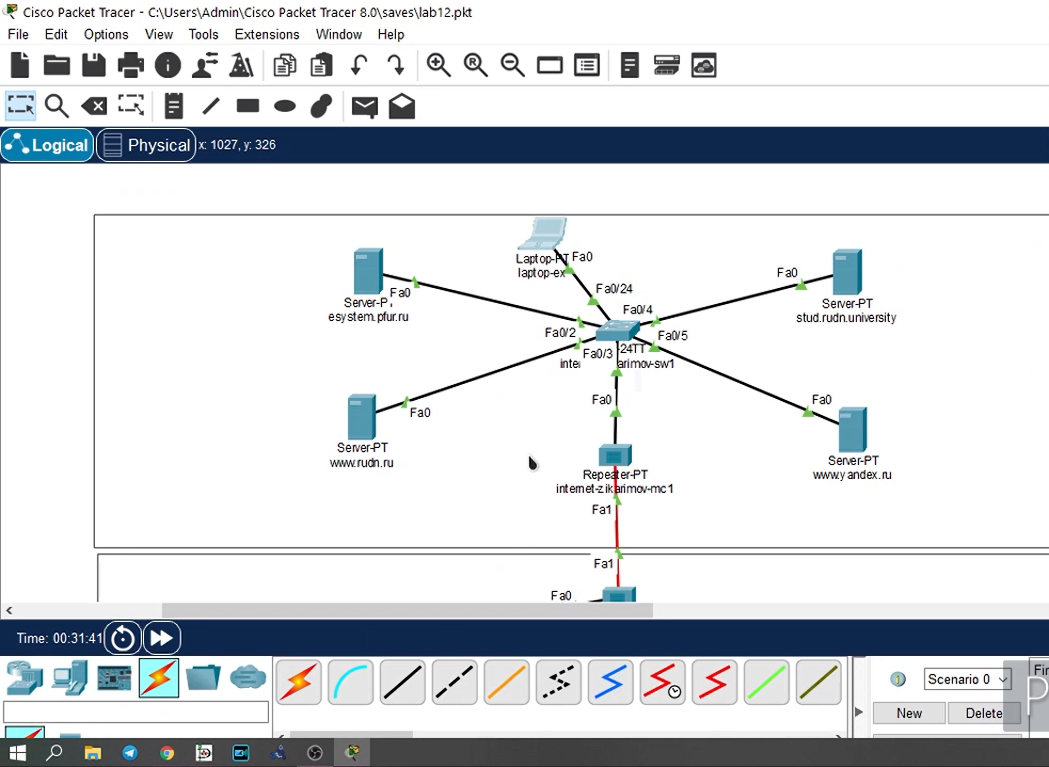 Cisco Packet Tracer - C:\Users\Admin\Cisco Packet Tracer 8.0\saves\lab12.pkt
File Edit Options View Tools Extensions Window Help
Logical Physical x: 1027, y: 326
Fa0
Laptop-PT
laptop-ex
Fa0
Fa0
Server-P
esystem.pfur.ru
Fa0/24
Fa0/4
Server-PT
stud.rudn.university
Fa0/2
Fa0/5
Fa0/3
-24TT
inte
arimov-sw1
Fa0
Fa0
Fa0
Server-PT
www.rudn.ru
Server-PT
www.yandex.ru
Repeater-PT
internet-zikarimov-mc1
Fa1
Fa1
Fa0
Time: 00:31:41
Scenario 0
Fi
New Delete
P